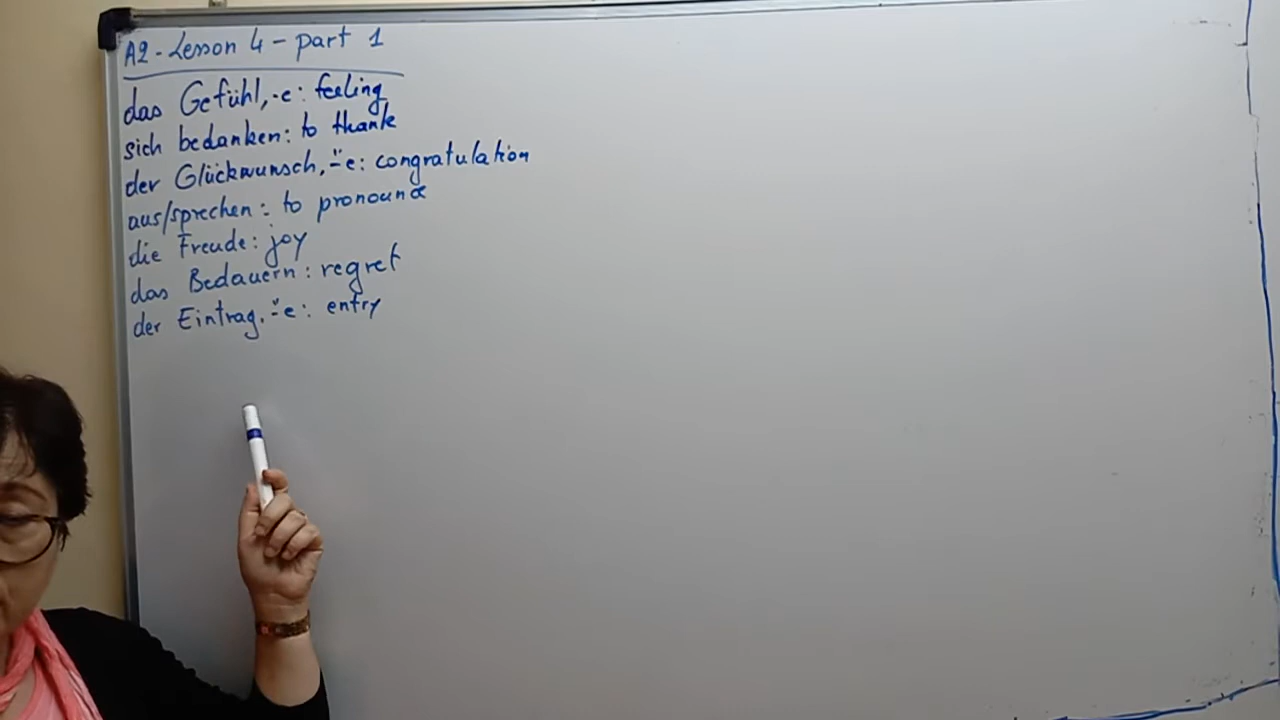 A2 - Lesson 4 - part 1
das Gefühl, -e: feeling
sich bedanken: to thank
der Glückwunsch, -̈e: congratulation
aus/sprechen: to pronounce
die Freude: joy
das Bedauern: regret
der Eintrag, -̈e: entry